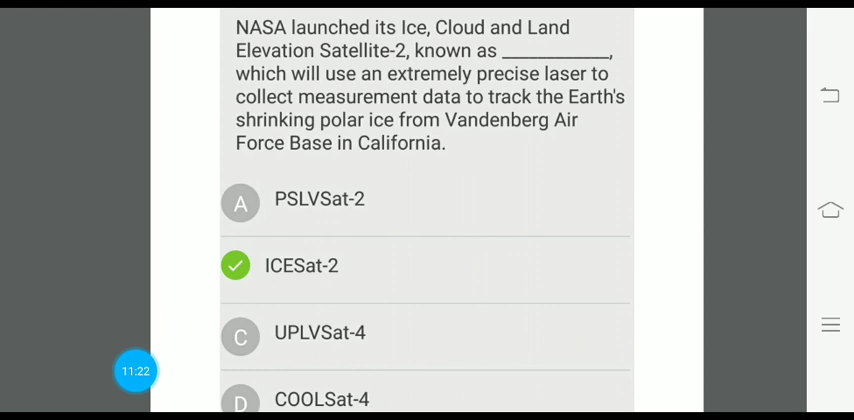 NASA launched its Ice, Cloud and Land
Elevation Satellite-2, known as ___________,
which will use an extremely precise laser to
collect measurement data to track the Earth's
shrinking polar ice from Vandenberg Air
Force Base in California.
A PSLVSat-2
ICESat-2
C UPLVSat-4
D COOLSat-4
11:22